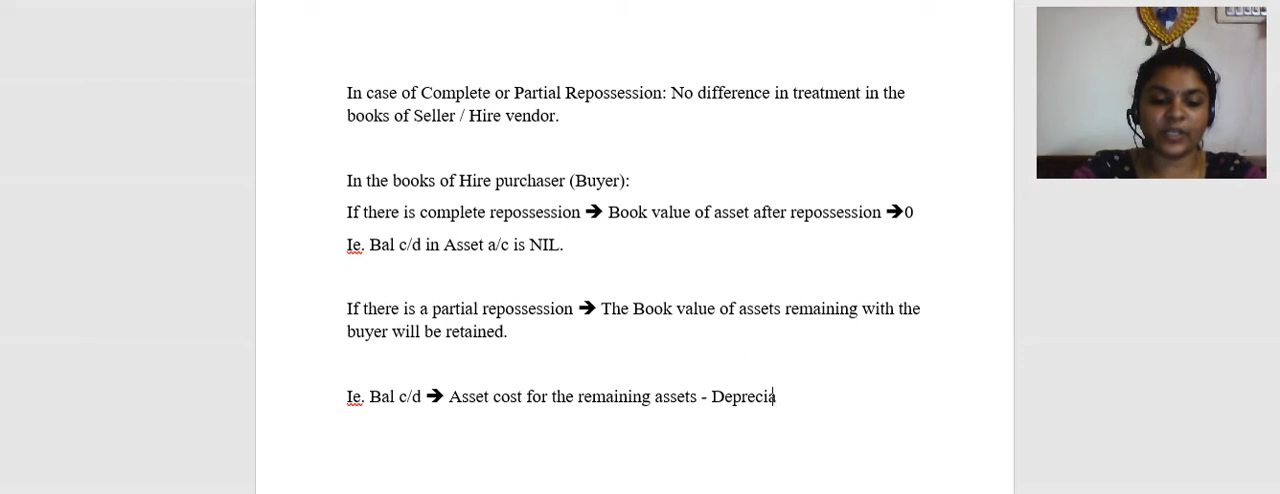 In case of Complete or Partial Repossession: No difference in treatment in the
books of Seller / Hire vendor.
In the books of Hire purchaser (Buyer):
If there is complete repossession ➔ Book value of asset after repossession ➔0
Ie. Bal c/d in Asset a/c is NIL.
If there is a partial repossession ➔ The Book value of assets remaining with the
buyer will be retained.
Ie. Bal c/d ➔ Asset cost for the remaining assets - Deprecia